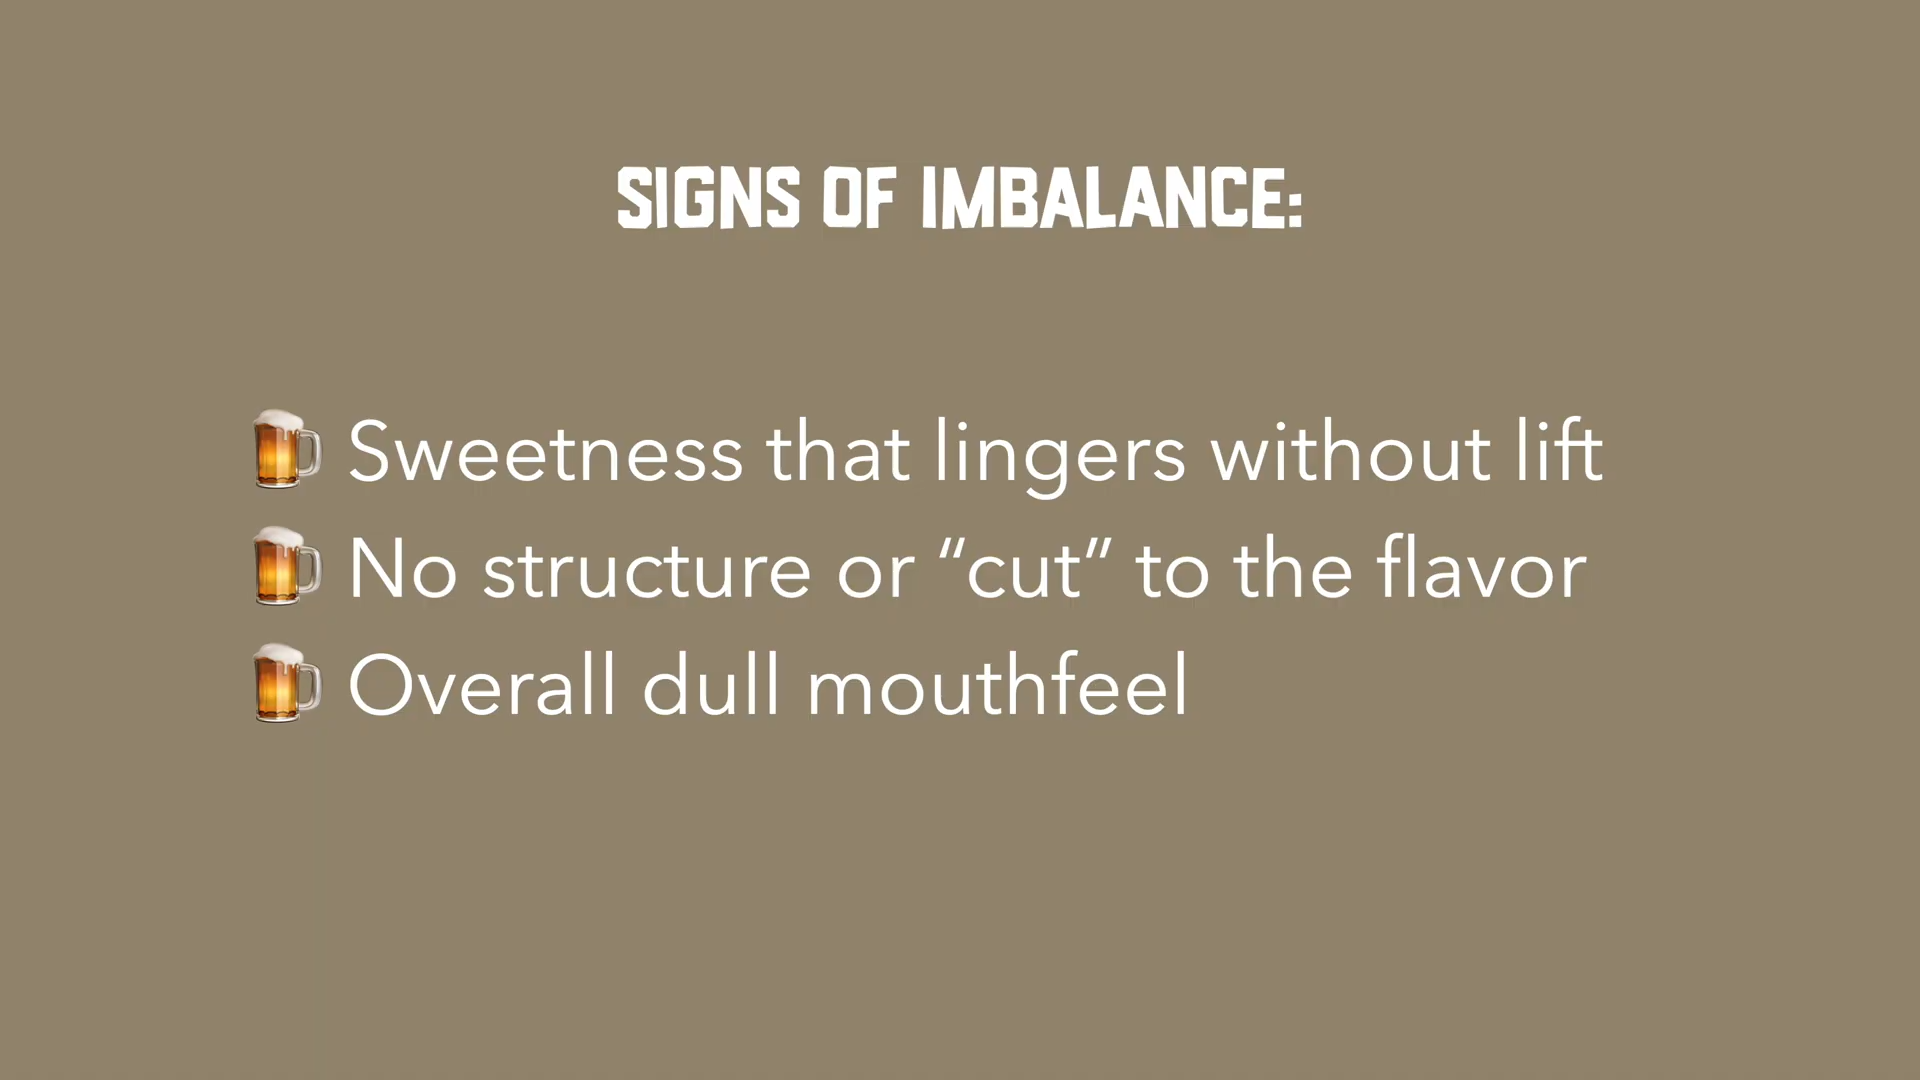 SIGNS OF IMBALANCE:
Sweetness that lingers without lift
No structure or “cut” to the flavor
Overall dull mouthfeel